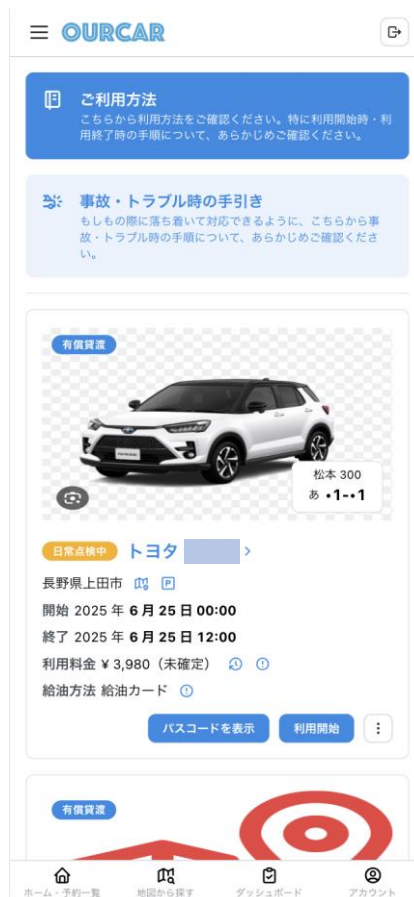 OURCAR
ご利用方法
こちらから利用方法をご確認ください。特に利用開始時・利
用終了時の手順について、あらかじめご確認ください。
事故・トラブル時の手引き
もしもの際に落ち着いて対応できるように、こちらから事
故・トラブル時の手順について、あらかじめご確認くださ
い。
有償貸渡
松本 300
あ ・1-・1
日常点検中 トヨタ
長野県上田市
開始 2025 年 6 月 25 日 00:00
終了 2025 年 6 月 25 日 12:00
利用料金 ¥ 3,980（未確定）
給油方法 給油カード
パスコードを表示 利用開始
有償貸渡
ホーム・予約一覧 地図から探す ダッシュボード アカウント